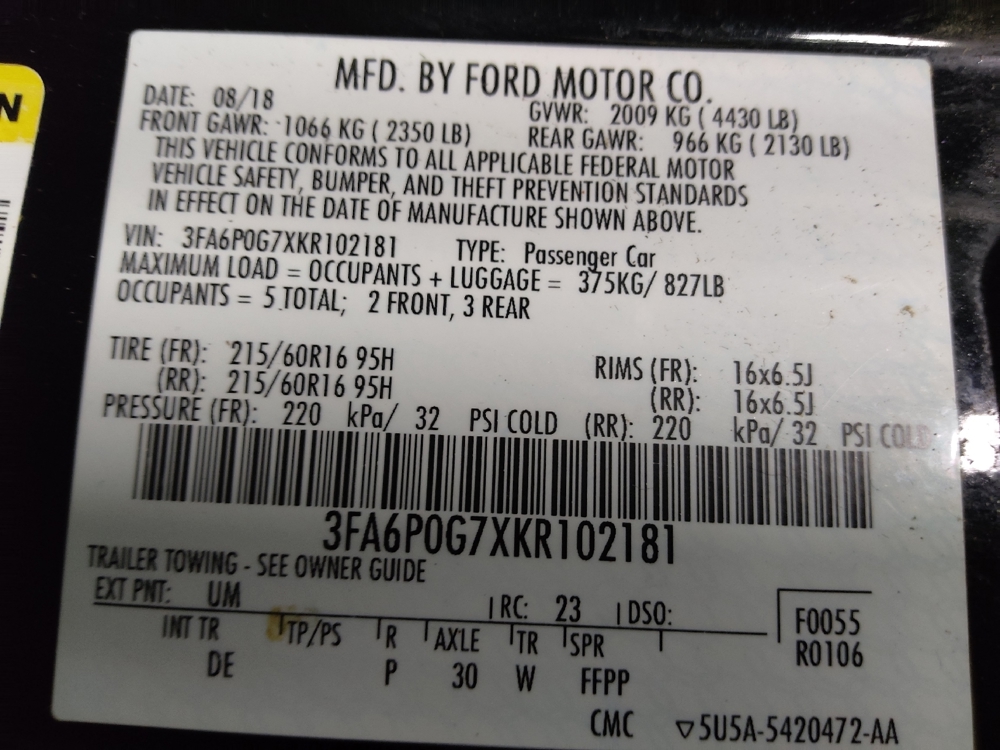 N
MFD. BY FORD MOTOR CO.
DATE: 08/18 GVWR: 2009 KG ( 4430 LB)
FRONT GAWR: 1066 KG ( 2350 LB) REAR GAWR: 966 KG ( 2130 LB)
THIS VEHICLE CONFORMS TO ALL APPLICABLE FEDERAL MOTOR
VEHICLE SAFETY, BUMPER, AND THEFT PREVENTION STANDARDS
IN EFFECT ON THE DATE OF MANUFACTURE SHOWN ABOVE.
VIN: 3FA6P0G7XKR102181 TYPE: Passenger Car
MAXIMUM LOAD = OCCUPANTS + LUGGAGE = 375KG/ 827LB
OCCUPANTS = 5 TOTAL; 2 FRONT, 3 REAR
TIRE (FR): 215/60R16 95H RIMS (FR): 16x6.5J
(RR): 215/60R16 95H (RR): 16x6.5J
PRESSURE (FR): 220 kPa/ 32 PSI COLD (RR): 220 kPa/ 32 PSI COLD
3FA6P0G7XKR102181
TRAILER TOWING - SEE OWNER GUIDE
EXT PNT: UM RC: 23 DSO: F0055
INT TR TP/PS R AXLE TR SPR R0106
DE P 30 W FFPP
CMC ▽5U5A-5420472-AA